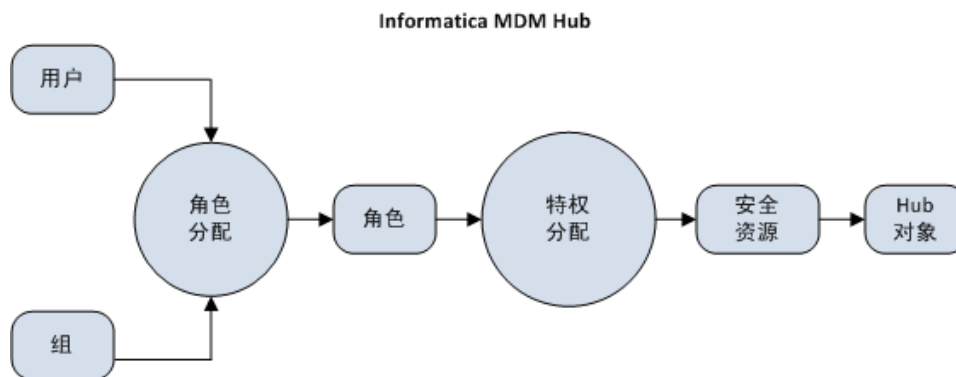 Informatica MDM Hub
用户
角色
分配
角色
特权
分配
安全
资源
Hub
对象
组